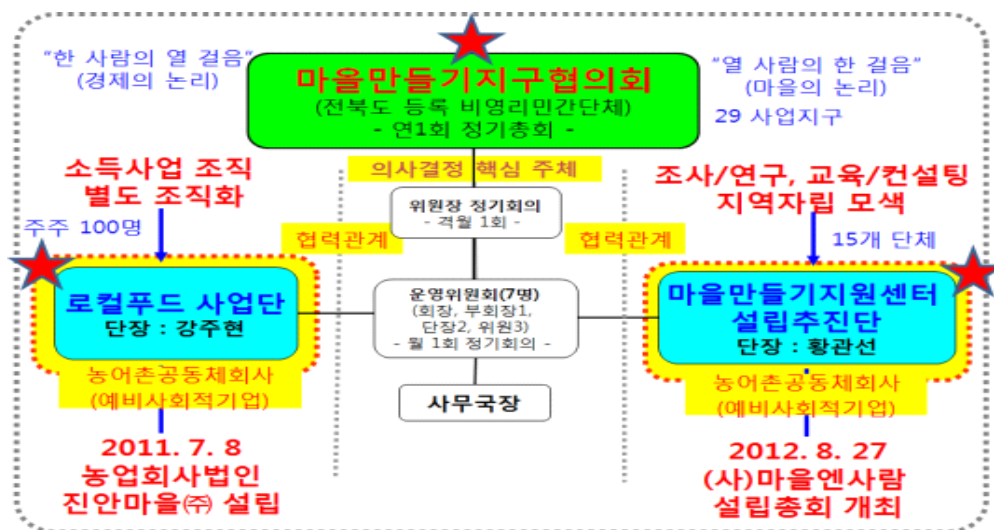 "한 사람의 열 걸음"
(경제의 논리)
마을만들기지구협의회
(전북도 등록 비영리민간단체)
- 연1회 정기총회 -
"열 사람의 한 걸음"
(마을의 논리)
29 사업지구
소득사업 조직
별도 조직화
의사결정 핵심 주체
조사/연구, 교육/컨설팅
지역자립 모색
위원장 정기회의
- 격월 1회 -
주주 100명
협력관계
협력관계
15개 단체
로컬푸드 사업단
단장 : 강주현
운영위원회(7명)
(회장, 부회장1,
단장2, 위원3)
- 월 1회 정기회의 -
마을만들기지원센터
설립추진단
단장 : 황관선
농어촌공동체회사
(예비사회적기업)
사무국장
농어촌공동체회사
(예비사회적기업)
2011. 7. 8
농업회사법인
진안마을㈜ 설립
2012. 8. 27
(사)마을엔사람
설립총회 개최